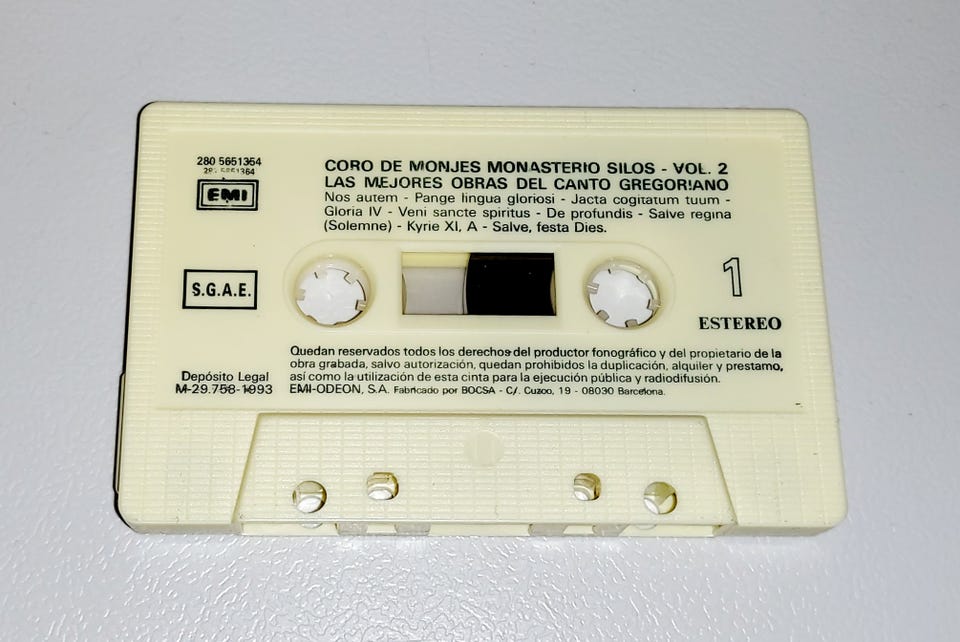 280 5651364
EMI
CORO DE MONJES MONASTERIO SILOS - VOL. 2
LAS MEJORES OBRAS DEL CANTO GREGORIANO
Nos autem - Pange lingua gloriosi - Jacta cogitatum tuum -
Gloria IV - Veni sancte spiritus - De profundis - Salve regina
(Solemne) - Kyrie XI, A - Salve, festa Dies.
S.G.A.E.
1
ESTEREO
Quedan reservados todos los derechos del productor fonográfico y del propietario de la
obra grabada, salvo autorización, quedan prohibidos la duplicación, alquiler y prestamo,
así como la utilización de esta cinta para la ejecución pública y radiodifusión.
Depósito Legal
M-29.758-1993
EMI-ODEON, S.A. Fabricado por BOCSA - C/. Cuzco, 19 - 08030 Barcelona.